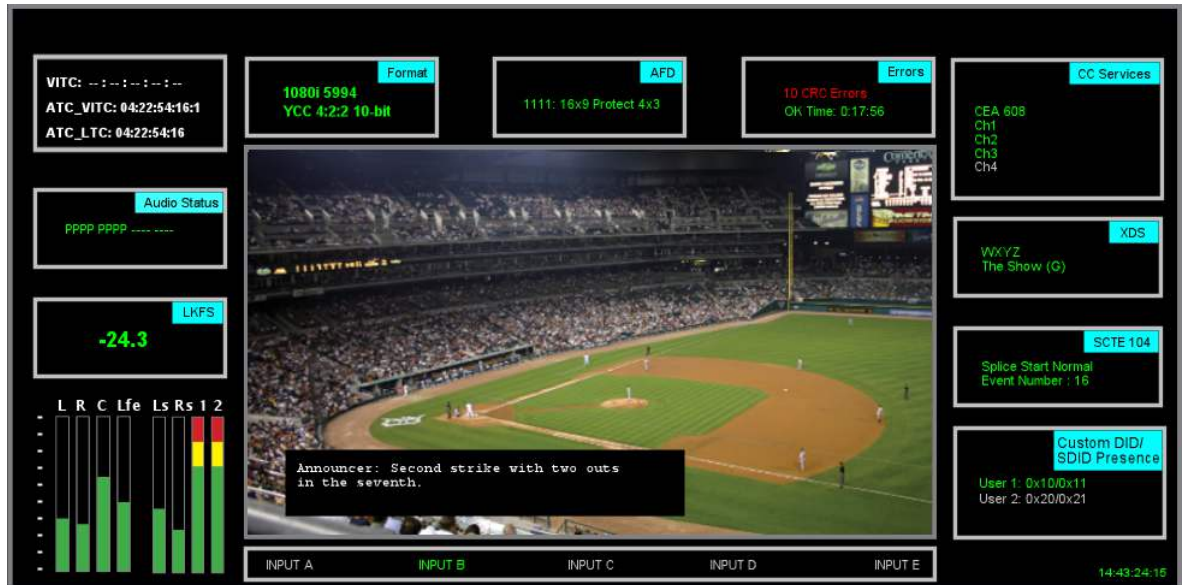 VITC: -- : -- : -- : -- : --
ATC_VITC: 04:22:54:16:1
ATC_LTC: 04:22:54:16
Format
1080i 5994
YCC 4:2:2 10-bit
AFD
1111: 16x9 Protect 4x3
Errors
10 CRC Errors
OK Time: 0:17:56
CC Services
CEA 608
Ch1
Ch2
Ch3
Ch4
Audio Status
PPPP PPPP ---- ----
XDS
WXYZ
The Show (G)
LKFS
-24.3
SCTE 104
Splice Start Normal
Event Number : 16
L R C Lfe Ls Rs 1 2
Announcer: Second strike with two outs
in the seventh.
Custom DID/
SDID Presence
User 1: 0x10/0x11
User 2: 0x20/0x21
INPUT A INPUT B INPUT C INPUT D INPUT E
14:43:24:15